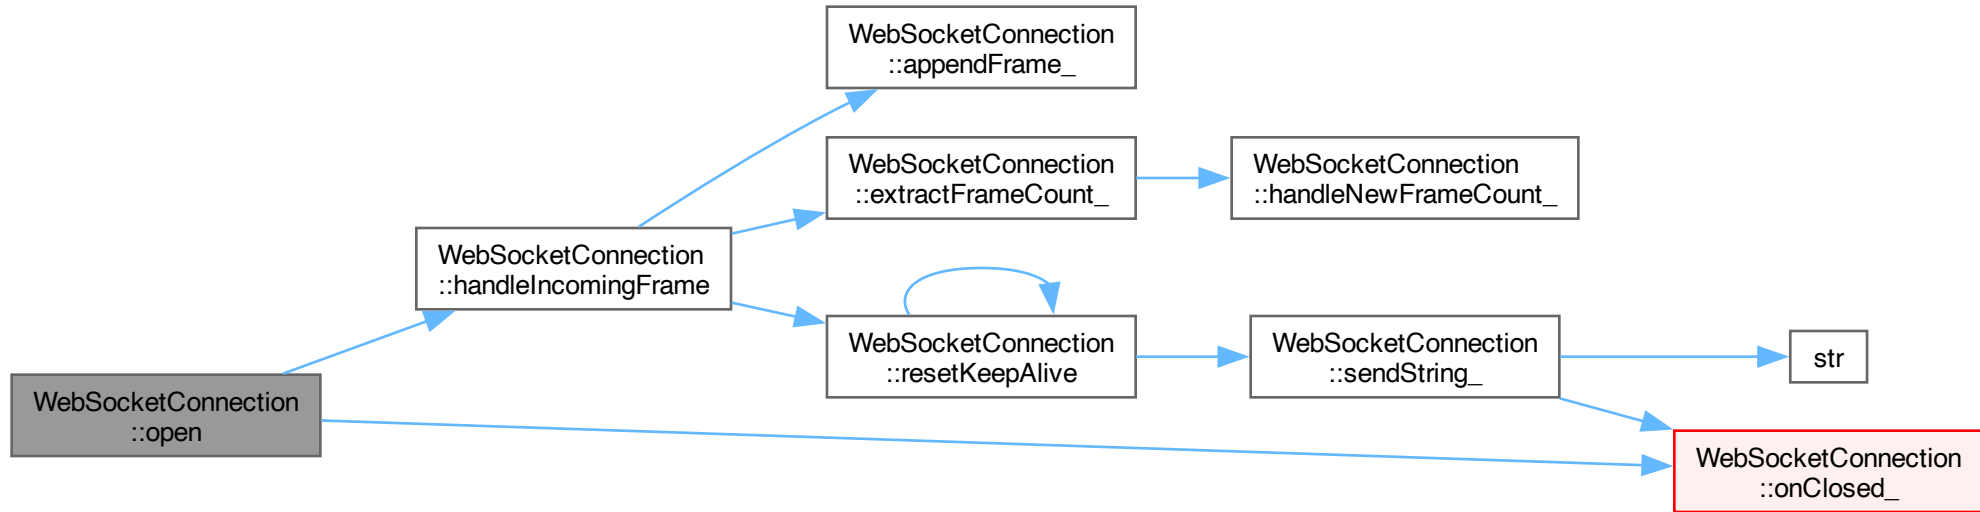 WebSocketConnection
::appendFrame_
WebSocketConnection
::extractFrameCount_
WebSocketConnection
::handleNewFrameCount_
WebSocketConnection
::handleIncomingFrame
WebSocketConnection
::resetKeepAlive
WebSocketConnection
::sendString_
str
WebSocketConnection
::open
WebSocketConnection
::onClosed_